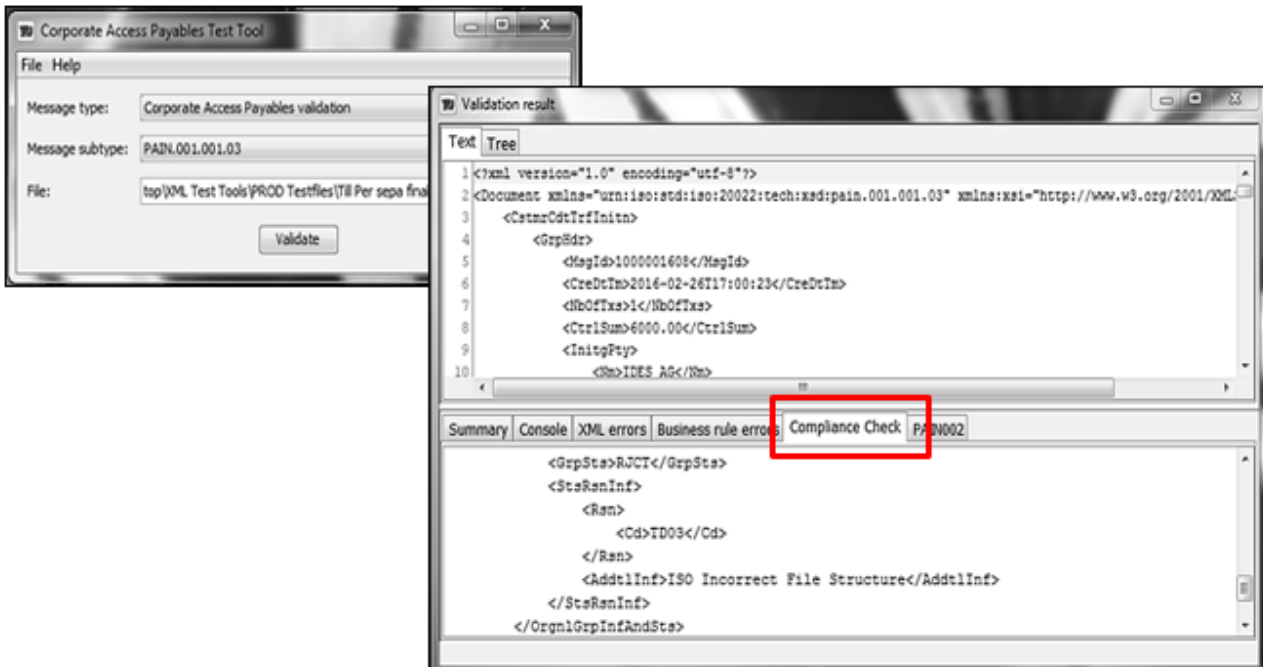 Corporate Access Payables Test Tool
File Help
Message type: Corporate Access Payables validation
Message subtype: PAIN.001.001.03
File: top\XML Test Tools\PROD Testfiles\Till Per sepa final
Validate
Validation result
Text Tree
1 <?xml version="1.0" encoding="utf-8"?>
2 <Document xmlns="urn:iso:std:iso:20022:tech:xsd:pain.001.001.03" xmlns:xsi="http://www.w3.org/2001/XML
3 <CstmrCdtTrfInitn>
4 <GrpHdr>
5 <MsgId>1000001608</MsgId>
6 <CreDtTm>2016-02-26T17:00:23</CreDtTm>
7 <NbOfTxs>1</NbOfTxs>
8 <CtrlSum>6000.00</CtrlSum>
9 <InitgPty>
10 <Nm>IDES AG</Nm>
Summary Console XML errors Business rule errors Compliance Check PAIN002
<GrpSts>RJCT</GrpSts>
<StsRsnInf>
<Rsn>
<Cd>TD03</Cd>
</Rsn>
<AddtlInf>ISO Incorrect File Structure</AddtlInf>
</StsRsnInf>
</OrgnlGrpInfAndSts>